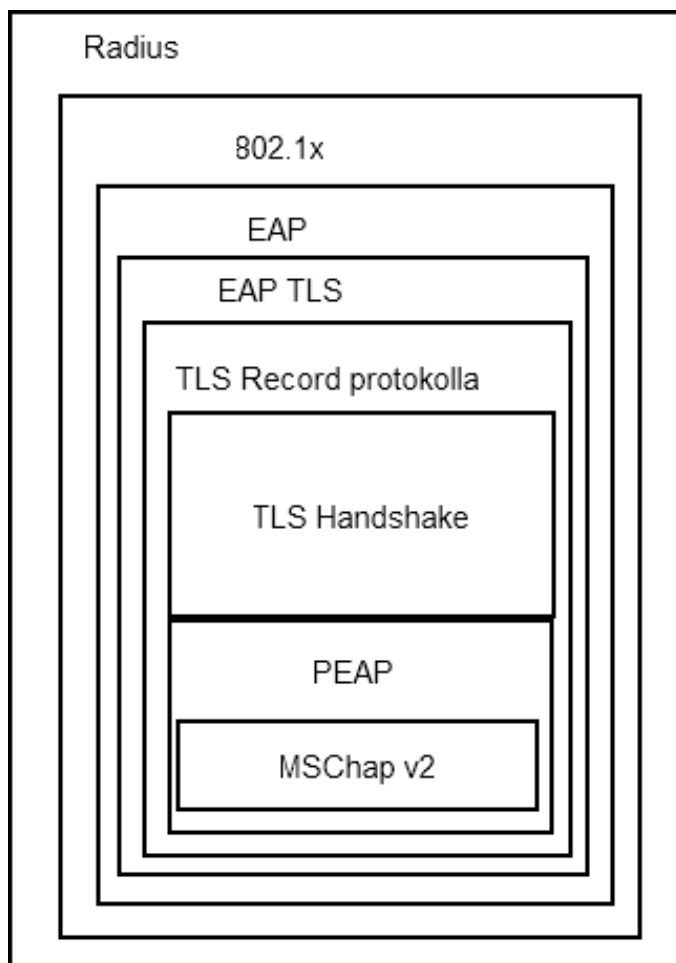 Radius
802.1x
EAP
EAP TLS
TLS Record protokolla
TLS Handshake
PEAP
MSChap v2